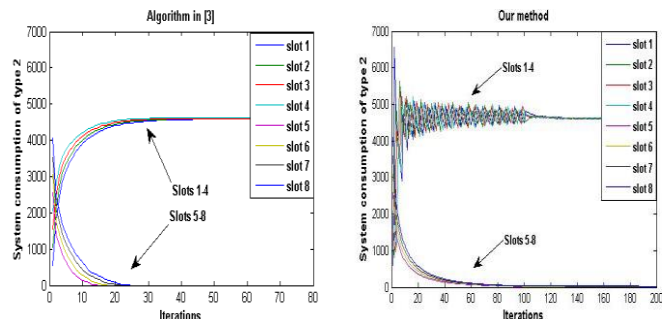 Algorithm in [3]
System consumption of type 2
7000
6000
5000
4000
3000
2000
1000
0
0 10 20 30 40 50 60 70 80
Iterations
Slots 1-4
Slots 5-8
slot 1
slot 2
slot 3
slot 4
slot 5
slot 6
slot 7
slot 8
Our method
System consumption of type 2
7000
6000
5000
4000
3000
2000
1000
0
0 20 40 60 80 100 120 140 160 180 200
Iterations
Slots 1-4
Slots 5-8
slot 1
slot 2
slot 3
slot 4
slot 5
slot 6
slot 7
slot 8